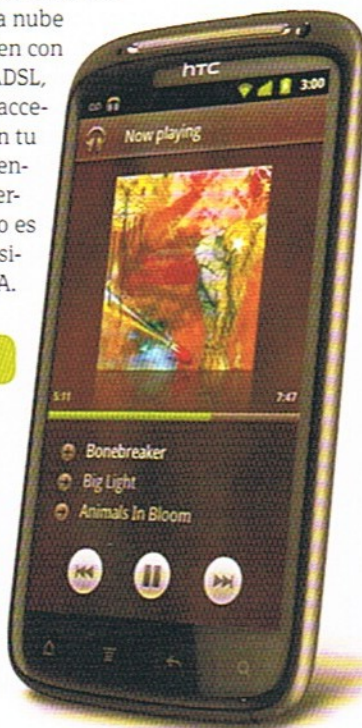 a nube
en con
ADSL,
acce-
n tu
en-
er-
o es
si-
A.
hTC
3:00
Now playing
5:11 7:47
Bonebreaker
Big Light
Animals In Bloom